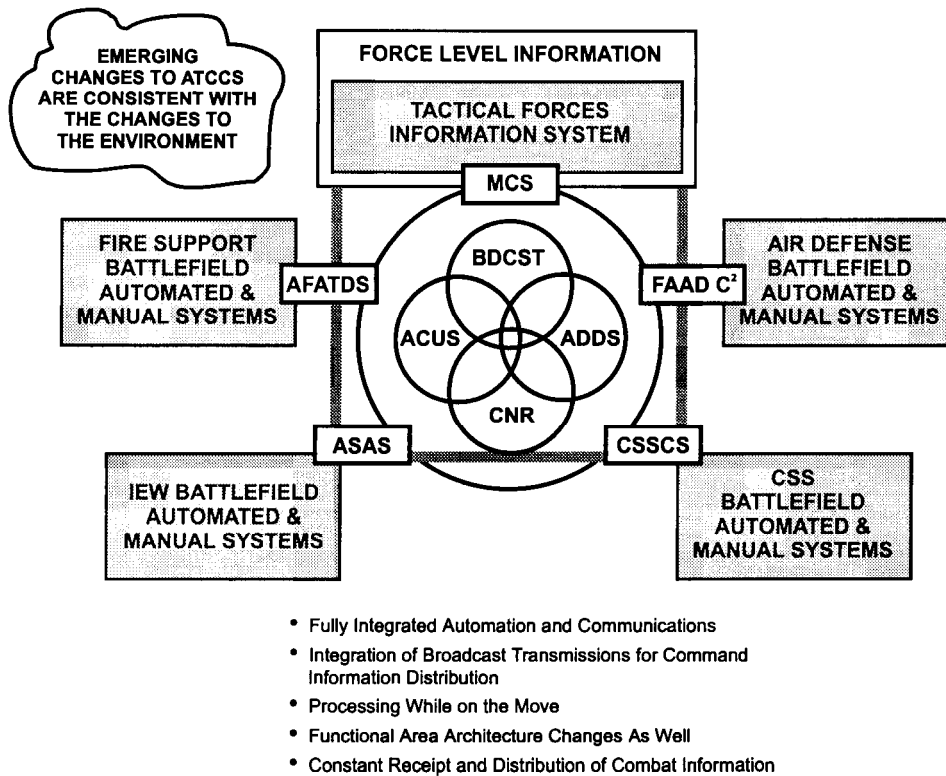 EMERGING
CHANGES TO ATCCS
ARE CONSISTENT WITH
THE CHANGES TO
THE ENVIRONMENT
FORCE LEVEL INFORMATION
TACTICAL FORCES
INFORMATION SYSTEM
MCS
FIRE SUPPORT
BATTLEFIELD
AUTOMATED &
MANUAL SYSTEMS
AFATDS
BDCST
ACUS
ADDS
CNR
FAAD C²
AIR DEFENSE
BATTLEFIELD
AUTOMATED &
MANUAL SYSTEMS
ASAS
CSSCS
IEW BATTLEFIELD
AUTOMATED &
MANUAL SYSTEMS
CSS
BATTLEFIELD
AUTOMATED &
MANUAL SYSTEMS
• Fully Integrated Automation and Communications
• Integration of Broadcast Transmissions for Command
Information Distribution
• Processing While on the Move
• Functional Area Architecture Changes As Well
• Constant Receipt and Distribution of Combat Information